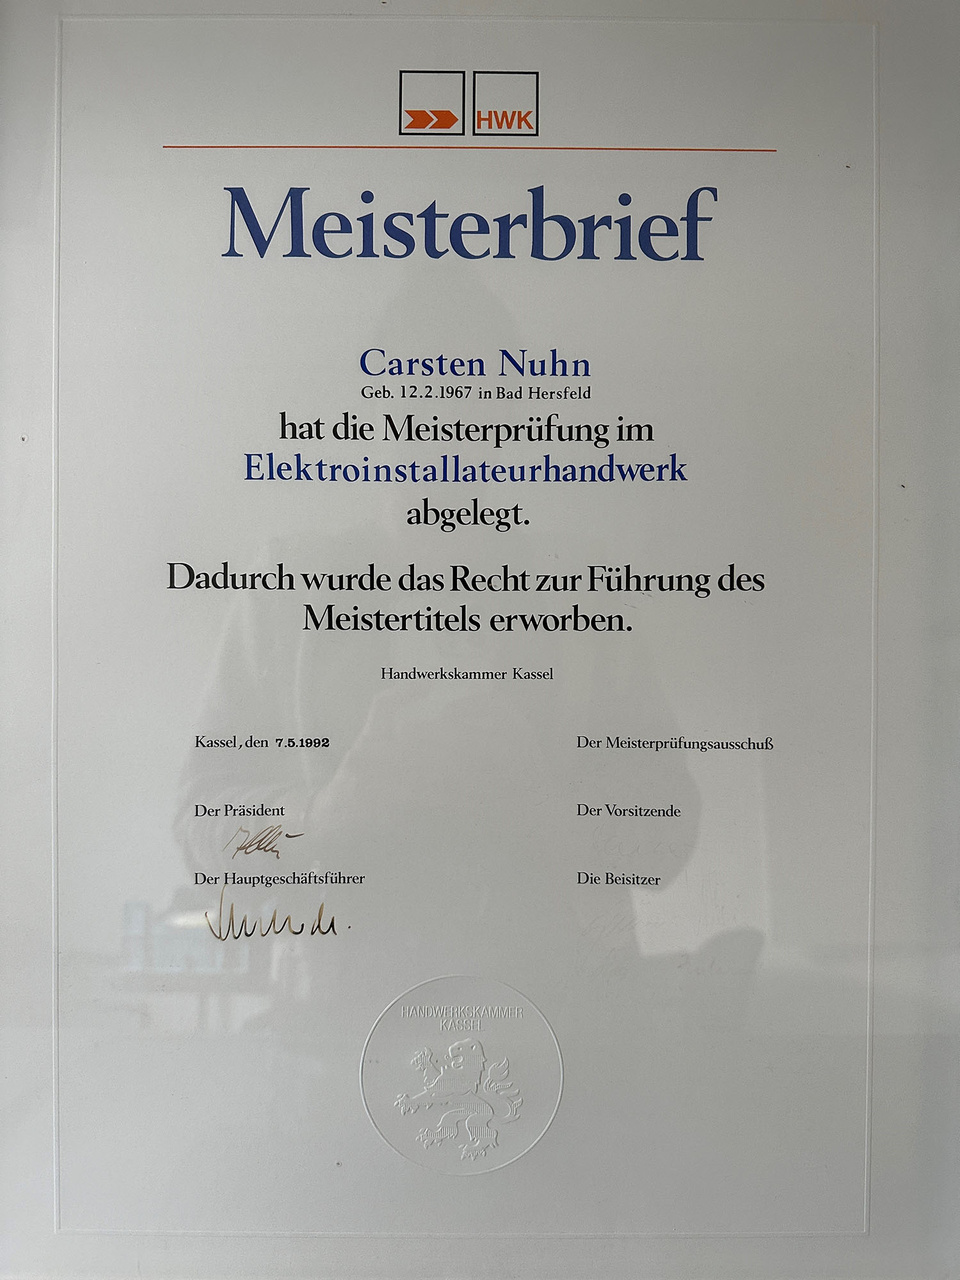 HWK
Meisterbrief
Carsten Nuhn
Geb. 12.2.1967 in Bad Hersfeld
hat die Meisterprüfung im
Elektroinstallateurhandwerk
abgelegt.
Dadurch wurde das Recht zur Führung des
Meistertitels erworben.
Handwerkskammer Kassel
Kassel, den 7.5.1992
Der Meisterprüfungsausschuß
Der Präsident
Der Vorsitzende
Der Hauptgeschäftsführer
Die Beisitzer
HANDWERKSKAMMER
KASSEL